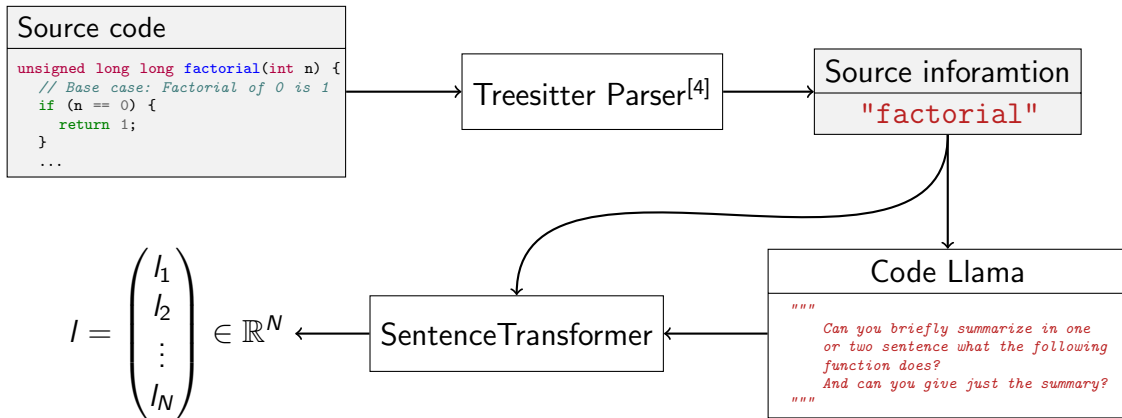 Source code
unsigned long long factorial(int n) {
// Base case: Factorial of 0 is 1
if (n == 0) {
return 1;
}
...
Treesitter Parser[4]
Source inforamtion
"factorial"
Code Llama
"""
Can you briefly summarize in one
or two sentence what the following
function does?
And can you give just the summary?
"""
SentenceTransformer
I = (I₁ I₂ ⋮ I_N) ∈ ℝᴺ